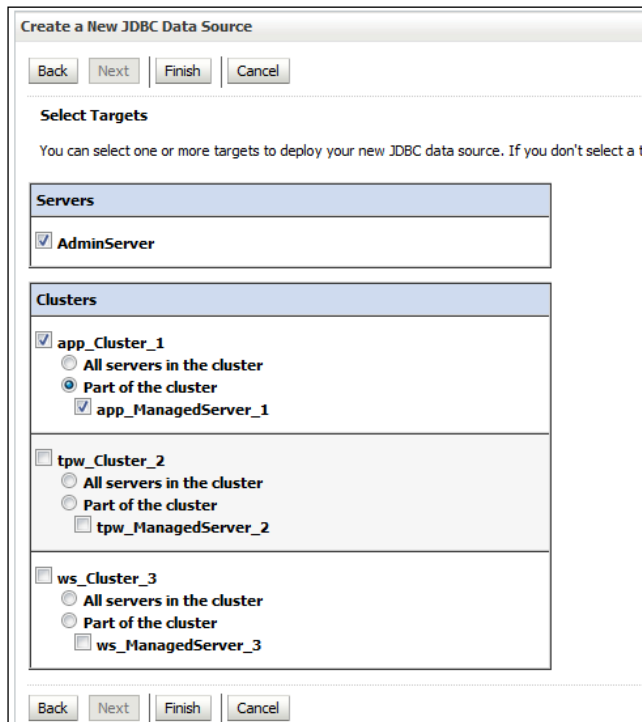 Create a New JDBC Data Source
Back Next Finish Cancel
Select Targets
You can select one or more targets to deploy your new JDBC data source. If you don't select a
Servers
AdminServer
Clusters
app_Cluster_1
All servers in the cluster
Part of the cluster
app_ManagedServer_1
tpw_Cluster_2
All servers in the cluster
Part of the cluster
tpw_ManagedServer_2
ws_Cluster_3
All servers in the cluster
Part of the cluster
ws_ManagedServer_3
Back Next Finish Cancel